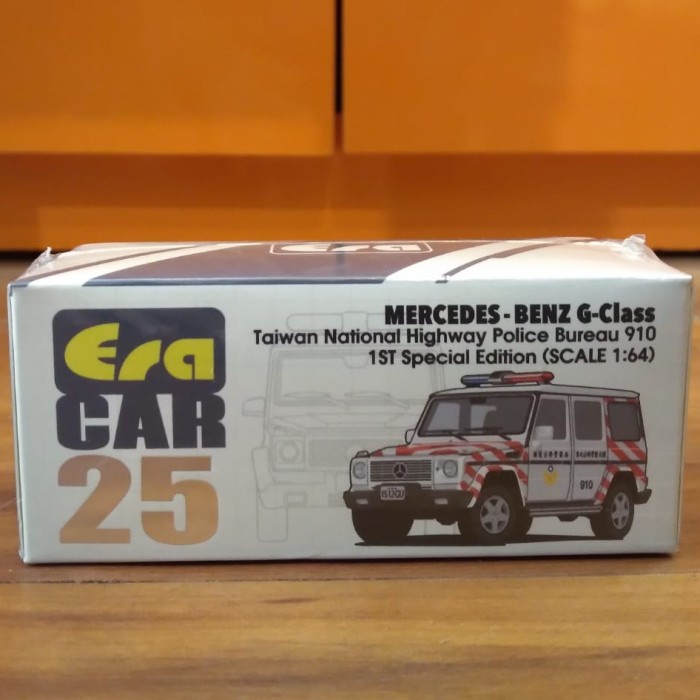 Era
Era
CAR
25
MERCEDES-BENZ G-Class
Taiwan National Highway Police Bureau 910
1ST Special Edition (SCALE 1:64)
910